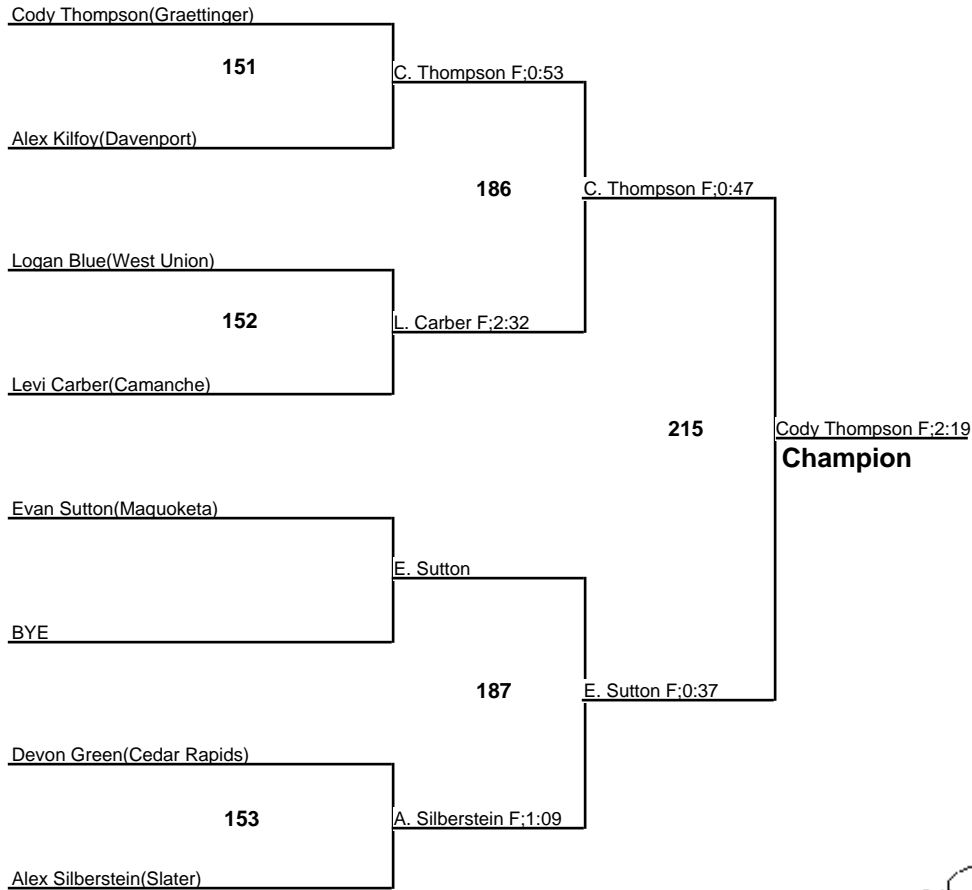 Cody Thompson(Graettinger)
151
C. Thompson F;0:53
Alex Kilfoy(Davenport)
186
C. Thompson F;0:47
Logan Blue(West Union)
152
L. Carber F;2:32
Levi Carber(Camanche)
215
Cody Thompson F;2:19
Champion
Evan Sutton(Maquoketa)
E. Sutton
BYE
187
E. Sutton F;0:37
Devon Green(Cedar Rapids)
153
A. Silberstein F;1:09
Alex Silberstein(Slater)